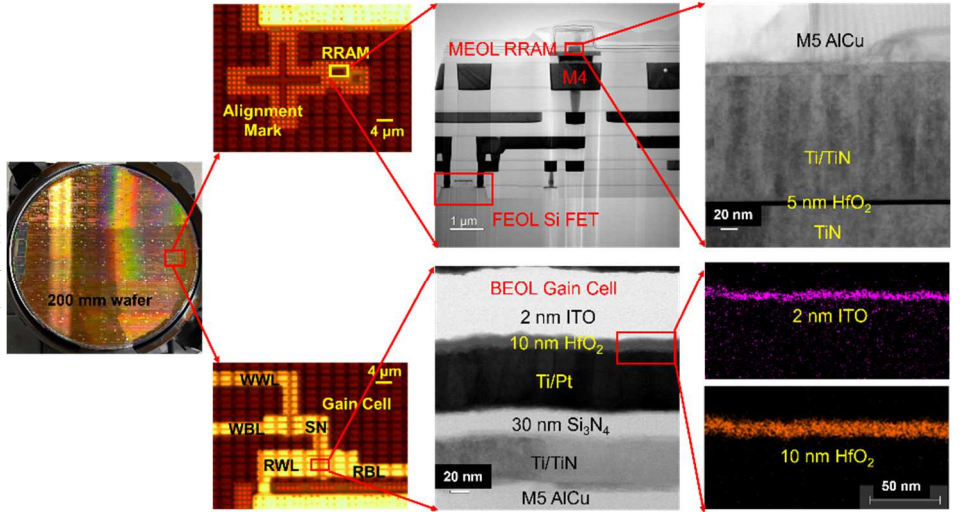 RRAM
Alignment
Mark
4 µm
MEOL RRAM
M4
FEOL Si FET
1 µm
M5 AlCu
Ti/TiN
5 nm HfO₂
TiN
20 nm
200 mm wafer
4 µm
WWL
Gain Cell
WBL
SN
RWL
RBL
BEOL Gain Cell
2 nm ITO
10 nm HfO₂
Ti/Pt
30 nm Si₃N₄
Ti/TiN
20 nm
M5 AlCu
2 nm ITO
10 nm HfO₂
50 nm